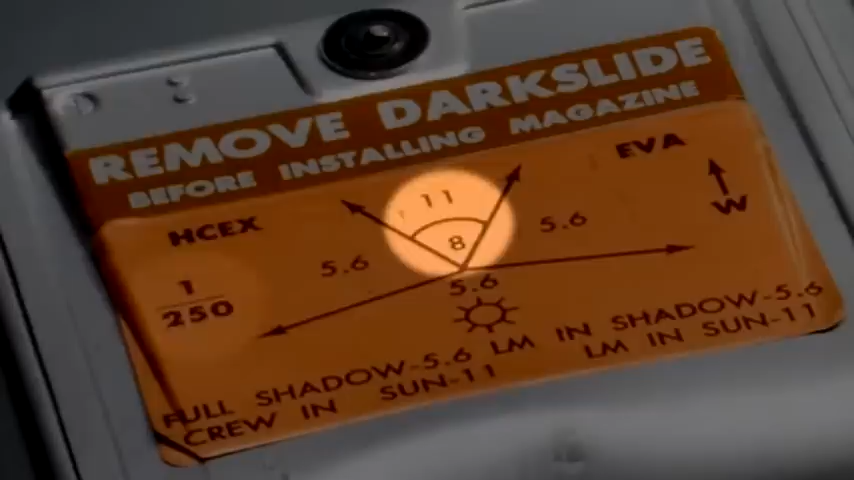 REMOVE DARKSLIDE
BEFORE INSTALLING MAGAZINE
HCEX
EVA
11
8
5.6
5.6
5.6
W
1
250
FULL SHADOW-5.6
CREW IN SUN-11
LM IN SHADOW-5.6
LM IN SUN-11